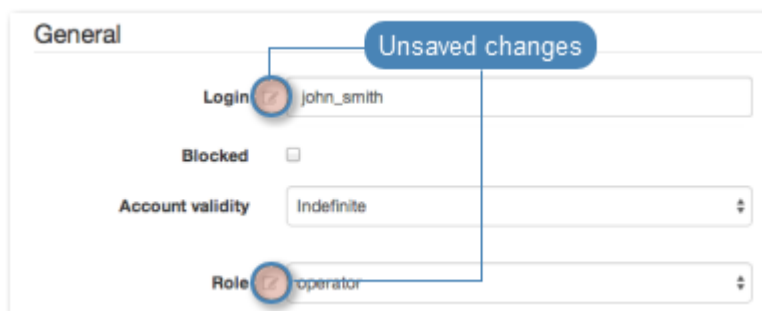 General
Unsaved changes
Login john_smith
Blocked
Account validity Indefinite
Role operator